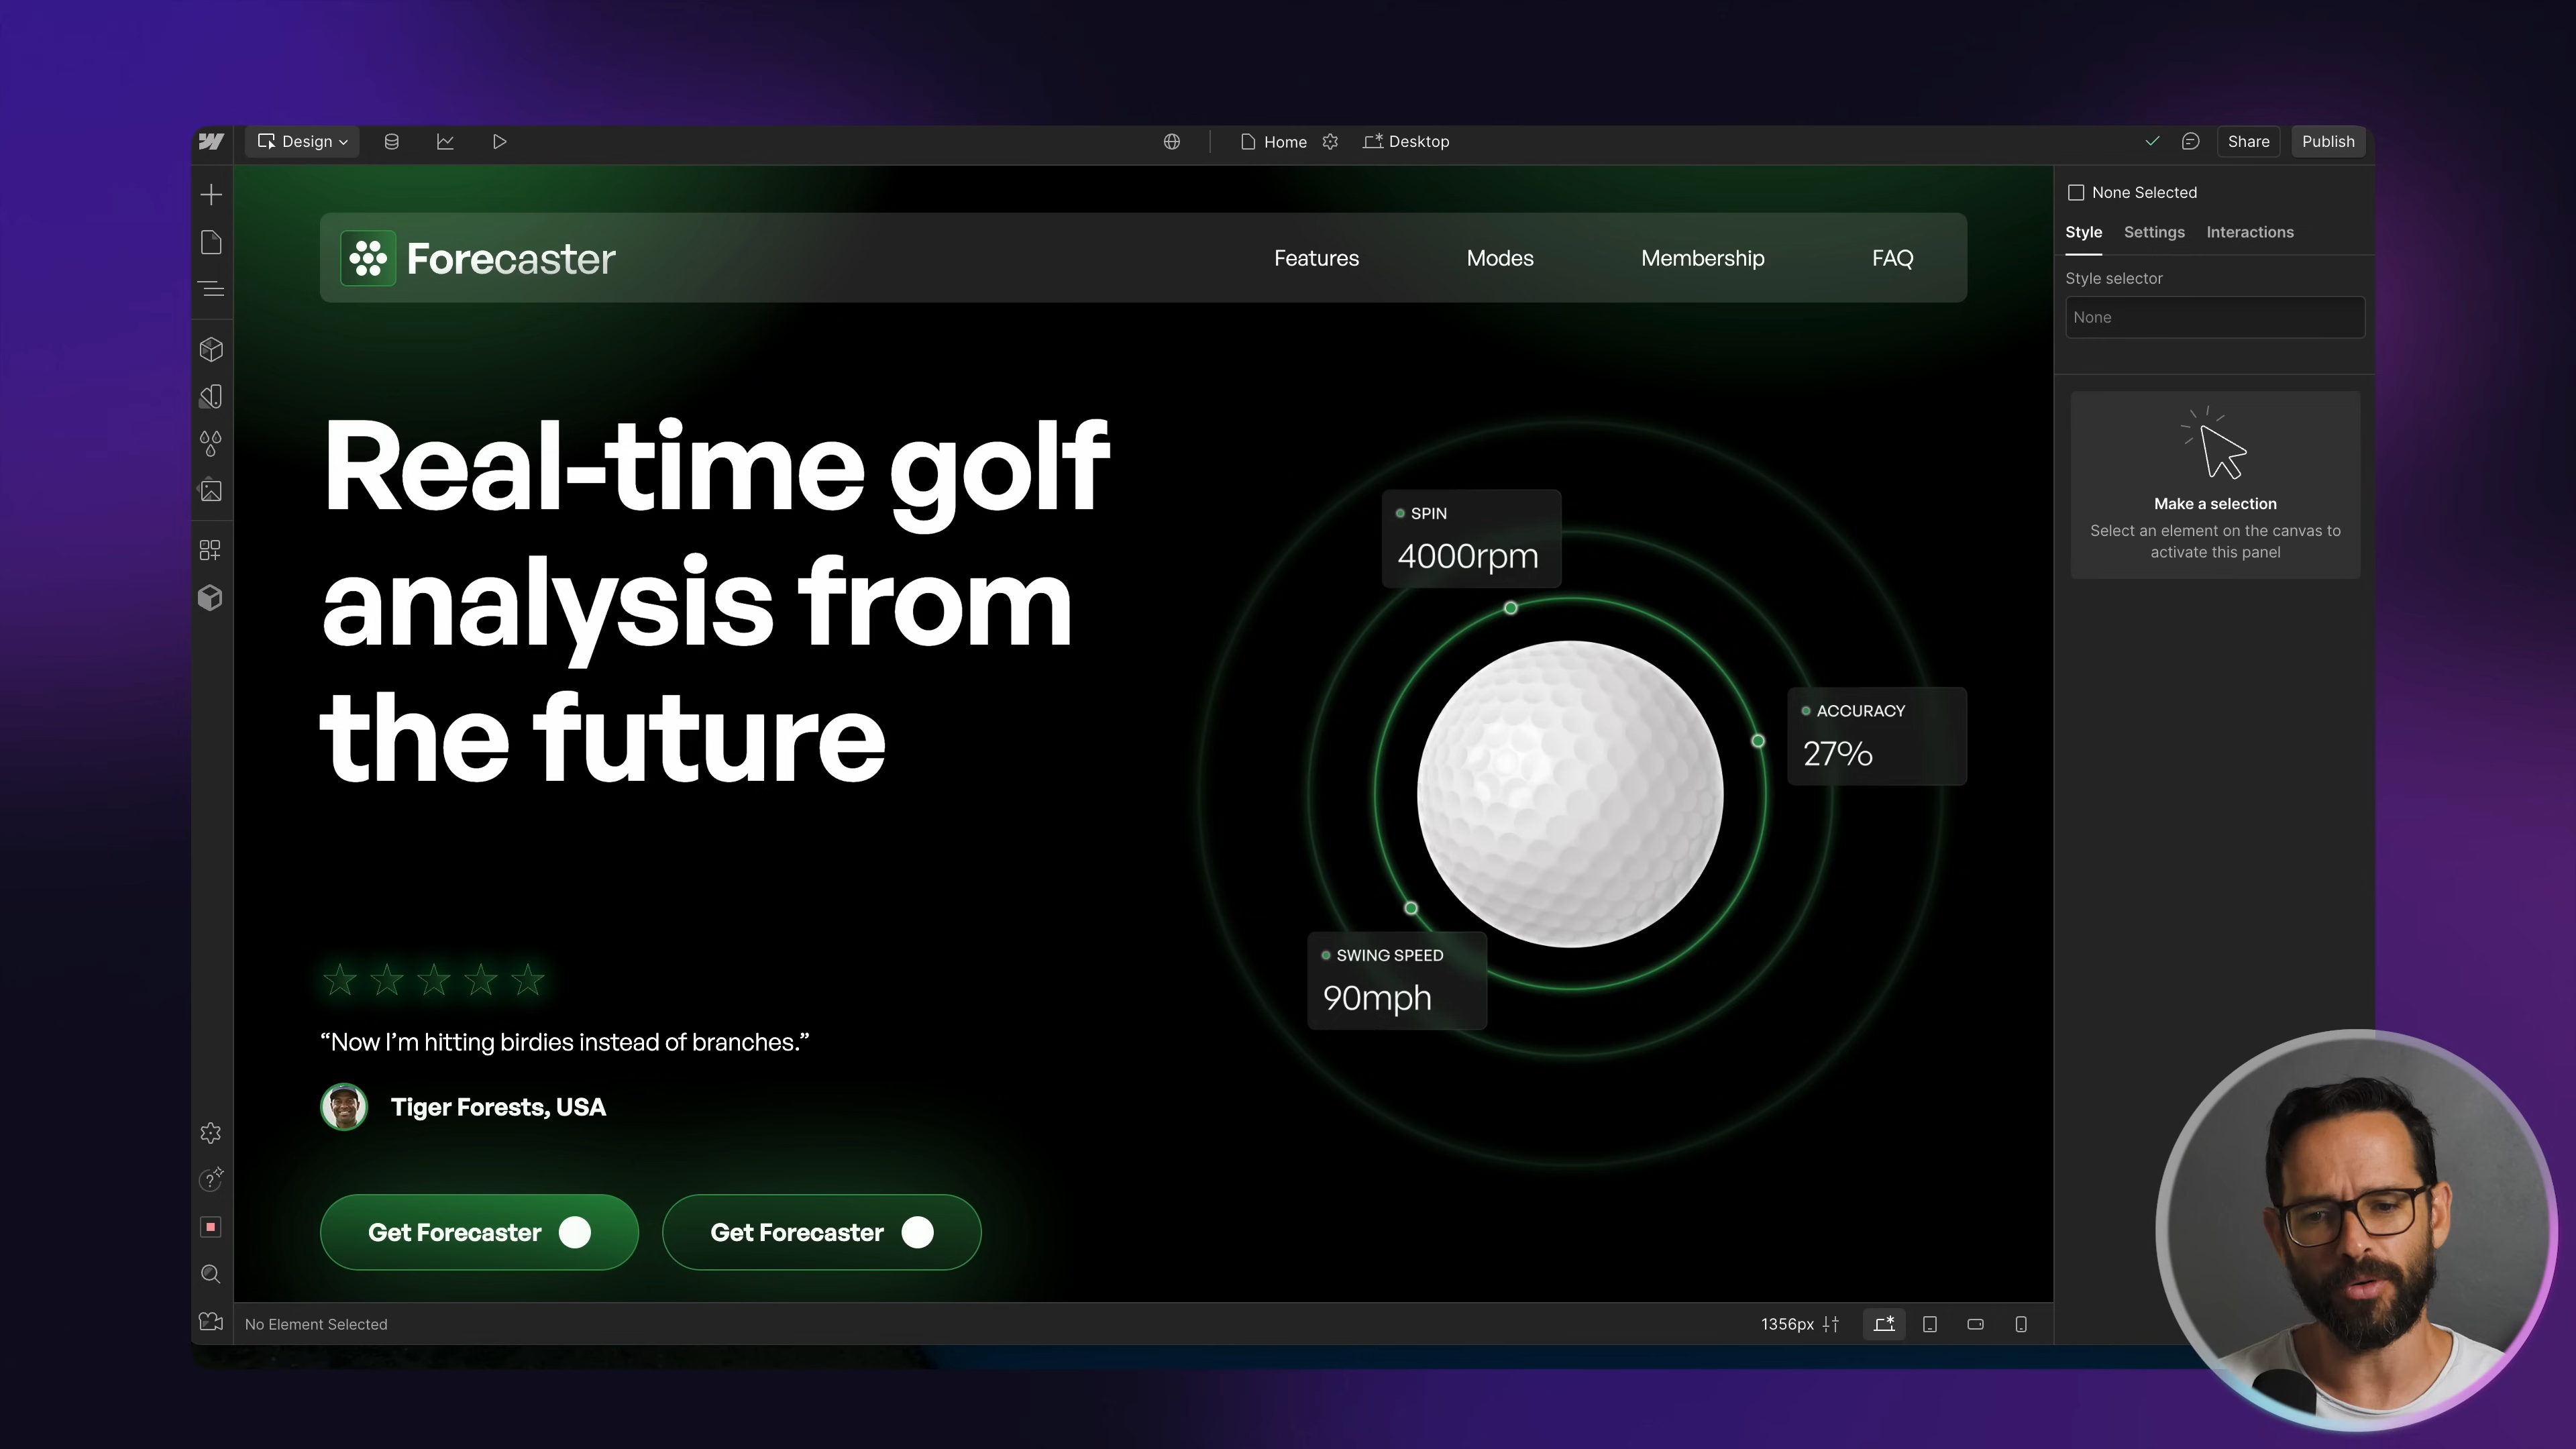 Design
Home
Desktop
Share
Publish
Forecaster
Features
Modes
Membership
FAQ
None Selected
Style
Settings
Interactions
Style selector
None
Make a selection
Select an element on the canvas to
activate this panel
Real-time golf
analysis from
the future
SPIN
4000rpm
ACCURACY
27%
SWING SPEED
90mph
“Now I’m hitting birdies instead of branches.”
Tiger Forests, USA
Get Forecaster
Get Forecaster
No Element Selected
1356px